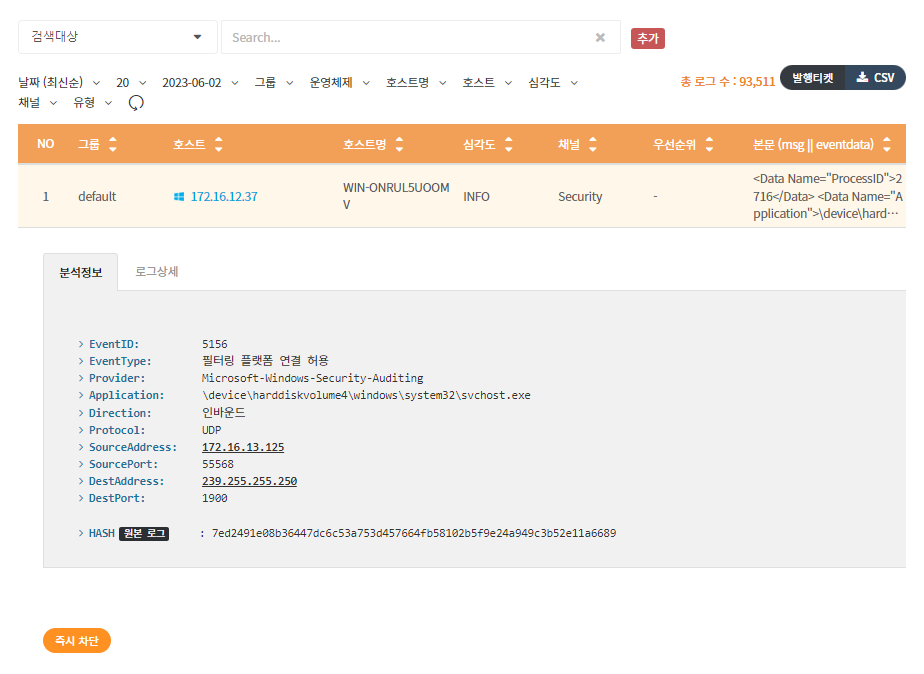 검색대상 Search... 추가
날짜 (최신순) 20 2023-06-02 그룹 운영체제 호스트명 호스트 심각도 총 로그 수 : 93,511 발행티켓 CSV
채널 유형
NO 그룹 호스트 호스트명 심각도 채널 우선순위 본문 (msg || eventdata)
1 default 172.16.12.37 WIN-ONRUL5UOOM
V INFO Security - <Data Name="ProcessID">2
716</Data> <Data Name="A
pplication">\device\hard···
분석정보 로그상세
> EventID: 5156
> EventType: 필터링 플랫폼 연결 허용
> Provider: Microsoft-Windows-Security-Auditing
> Application: \device\harddiskvolume4\windows\system32\svchost.exe
> Direction: 인바운드
> Protocol: UDP
> SourceAddress: 172.16.13.125
> SourcePort: 55568
> DestAddress: 239.255.255.250
> DestPort: 1900
> HASH 원본 로그 : 7ed2491e08b36447dc6c53a753d457664fb58102b5f9e24a949c3b52e11a6689
즉시 차단